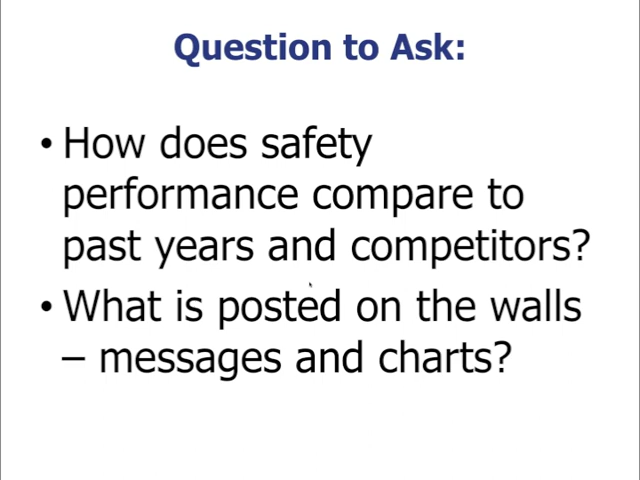 Question to Ask:
• How does safety
performance compare to
past years and competitors?
• What is posted on the walls
– messages and charts?